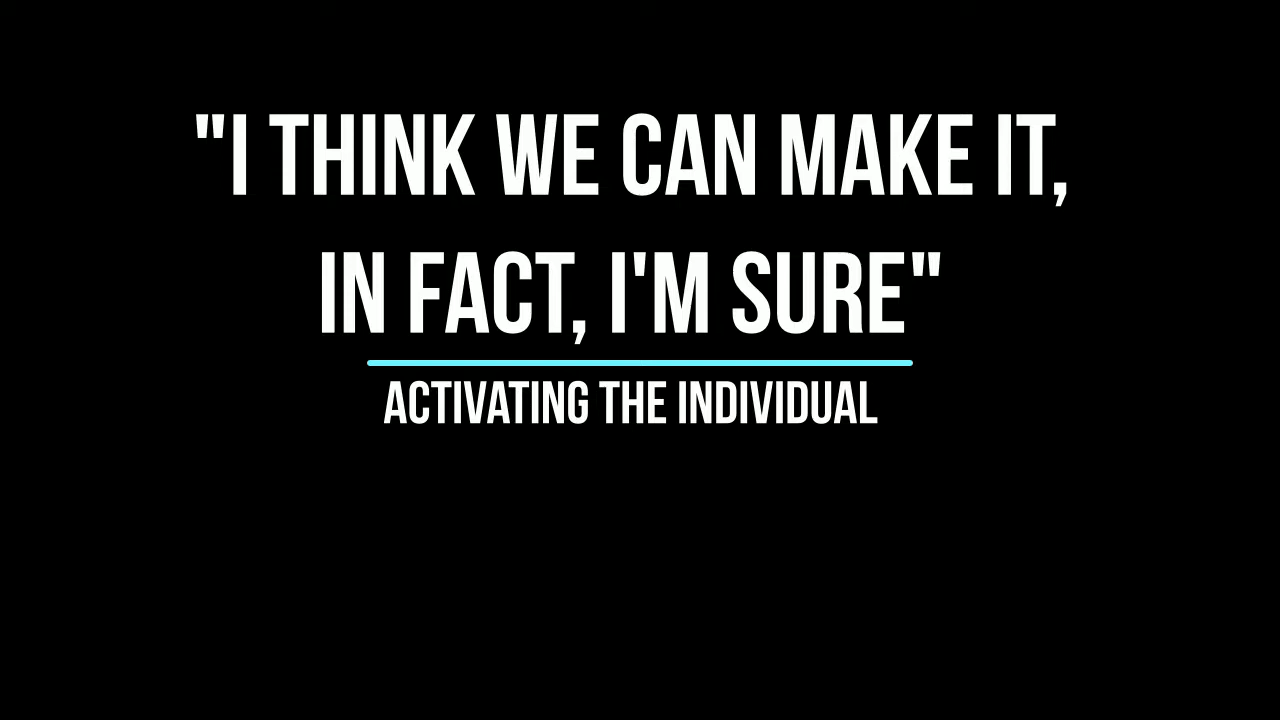 "I THINK WE CAN MAKE IT,
IN FACT, I'M SURE"
ACTIVATING THE INDIVIDUAL